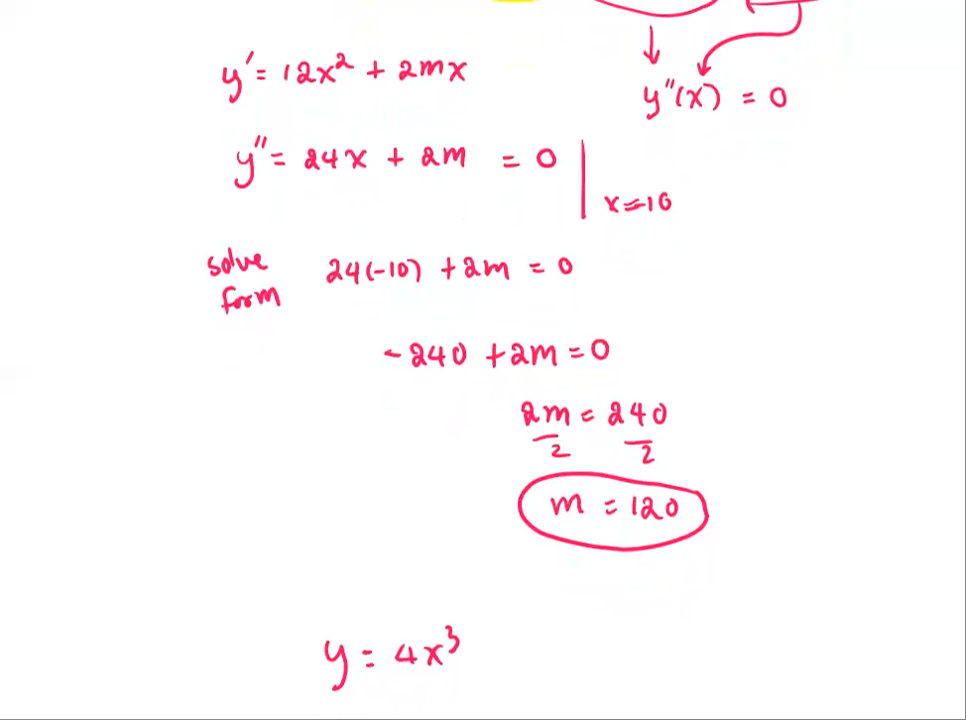 y' = 12x² + 2mx
y"(x) = 0
y" = 24x + 2m = 0 | x=-10
solve form 24(-10) + 2m = 0
- 240 + 2m = 0
2m = 240
2 2
m = 120
y = 4x³